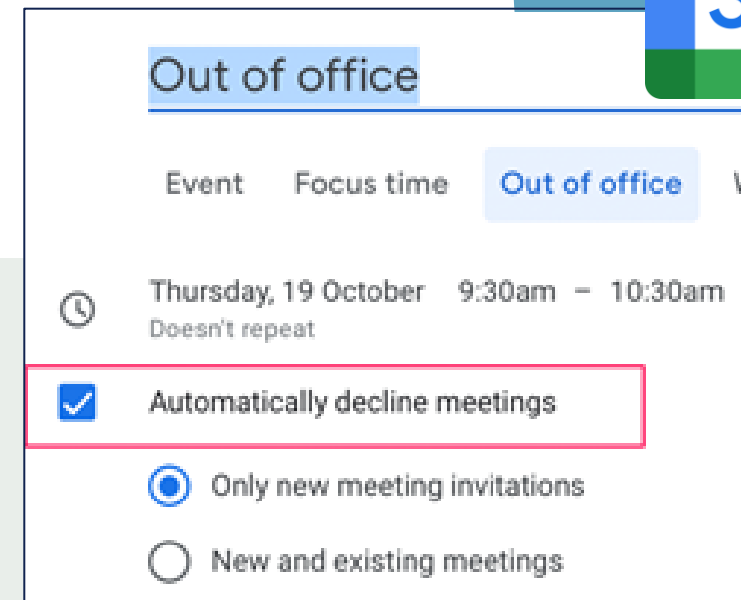 Out of office
Event Focus time Out of office
Thursday, 19 October 9:30am – 10:30am
Doesn't repeat
Automatically decline meetings
Only new meeting invitations
New and existing meetings